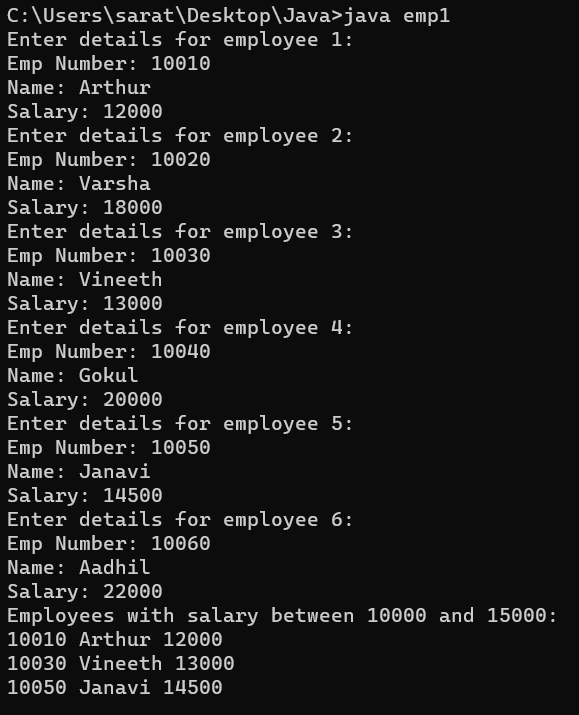 C:\Users\sarat\Desktop\Java>java emp1
Enter details for employee 1:
Emp Number: 10010
Name: Arthur
Salary: 12000
Enter details for employee 2:
Emp Number: 10020
Name: Varsha
Salary: 18000
Enter details for employee 3:
Emp Number: 10030
Name: Vineeth
Salary: 13000
Enter details for employee 4:
Emp Number: 10040
Name: Gokul
Salary: 20000
Enter details for employee 5:
Emp Number: 10050
Name: Janavi
Salary: 14500
Enter details for employee 6:
Emp Number: 10060
Name: Aadhil
Salary: 22000
Employees with salary between 10000 and 15000:
10010 Arthur 12000
10030 Vineeth 13000
10050 Janavi 14500